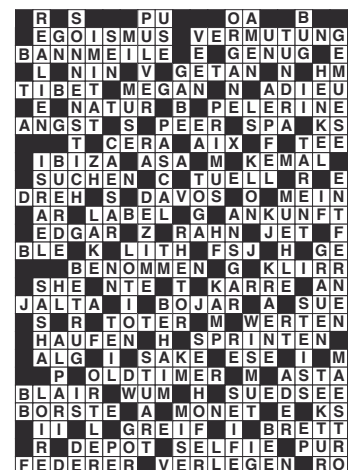 R S PU OA B
EGOISMUS VERMUTUNG
BANNMEILE E GENUG E
L NIN V GETAN N HM
TIBET MEGAN N ADIEU
E NATUR B PELERINE
ANGST S PEER SPA KS
T CERA AIX F TEE
IBIZA ASA M KEMAL
SUCHEN C TUELL R E
DREH S DAVOS O MEIN
AR LABEL G ANKUNFT
EDGAR Z RAHN JET F
BLE K LITH FSJ H GE
BENOMMEN G KLIRR
SHE NTE T KARRE AN
JALTA I BOJAR A SUE
S R TOTER M WERTEN
HAUFEN H SPRINTEN
ALG I SAKE ESE I M
P OLDTIMER M ASTA
BLAIR WUM H SUEDSEE
BORSTE A MONET E KS
I I L GREIF I BRETT
R DEPOT SELFIE PUR
FEDERER VERLEGEN RO